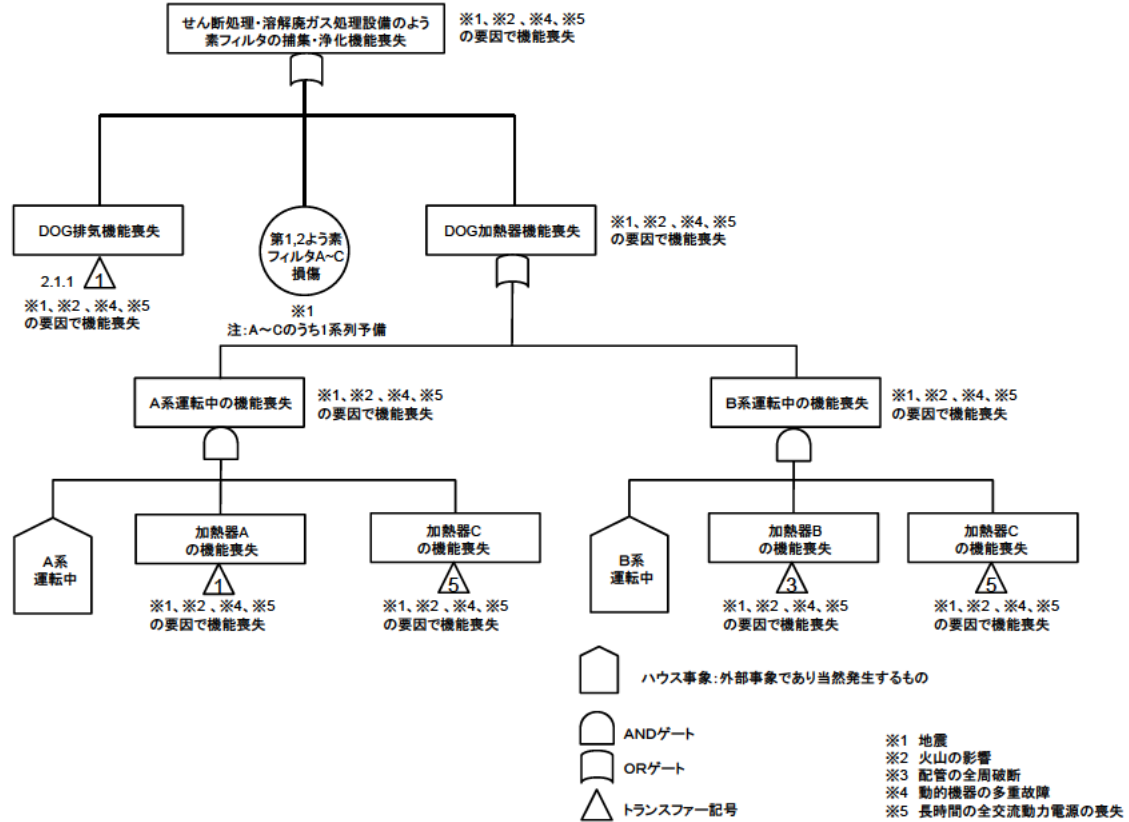 せん断処理・溶解廃ガス処理設備のよう
素フィルタの捕集・浄化機能喪失
※1、※2 、※4、※5
の要因で機能喪失
DOG排気機能喪失
2.1.1
1
※1、※2 、※4、※5
の要因で機能喪失
第1,2よう素
フィルタA~C
損傷
※1
注:A～Cのうち1系列予備
DOG加熱器機能喪失
※1、※2 、※4、※5
の要因で機能喪失
A系運転中の機能喪失
※1、※2 、※4、※5
の要因で機能喪失
B系運転中の機能喪失
※1、※2 、※4、※5
の要因で機能喪失
A系
運転中
加熱器A
の機能喪失
1
※1、※2 、※4、※5
の要因で機能喪失
加熱器C
の機能喪失
5
※1、※2 、※4、※5
の要因で機能喪失
B系
運転中
加熱器B
の機能喪失
3
※1、※2 、※4、※5
の要因で機能喪失
加熱器C
の機能喪失
5
※1、※2 、※4、※5
の要因で機能喪失
ハウス事象:外部事象であり当然発生するもの
ANDゲート
ORゲート
トランスファー記号
※1 地震
※2 火山の影響
※3 配管の全周破断
※4 動的機器の多重故障
※5 長時間の全交流動力電源の喪失